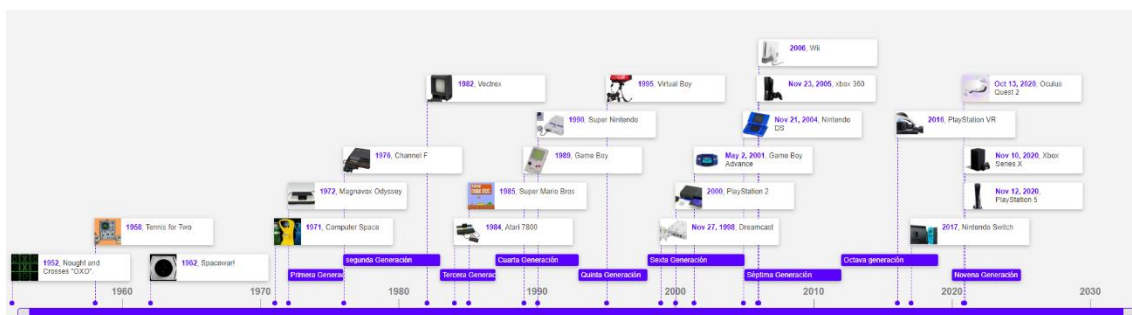 2006, Wii
1982, Vectrex
1995, Virtual Boy
Nov 23, 2005, xbox 360
Oct 13, 2020, Oculus
Quest 2
1990, Super Nintendo
Nov 21, 2004, Nintendo
DS
2016, PlayStation VR
1976, Channel F
1989, Game Boy
May 2, 2001, Game Boy
Advance
Nov 10, 2020, Xbox
Series X
1972, Magnavox Odyssey
1985, Super Mario Bros
2000, PlayStation 2
Nov 12, 2020,
PlayStation 5
1958, Tennis for Two
1971, Computer Space
1984, Atari 7800
Nov 27, 1998, Dreamcast
2017, Nintendo Switch
1952, Nought and
Crosses "OXO".
1962, Spacewar!
segunda Generación
Cuarta generación
Sexta Generación
Octava generación
Primera Generac
Tercera Generac
Quinta Generación
Séptima Generación
Novena Generación
1960
1970
1980
1990
2000
2010
2020
2030